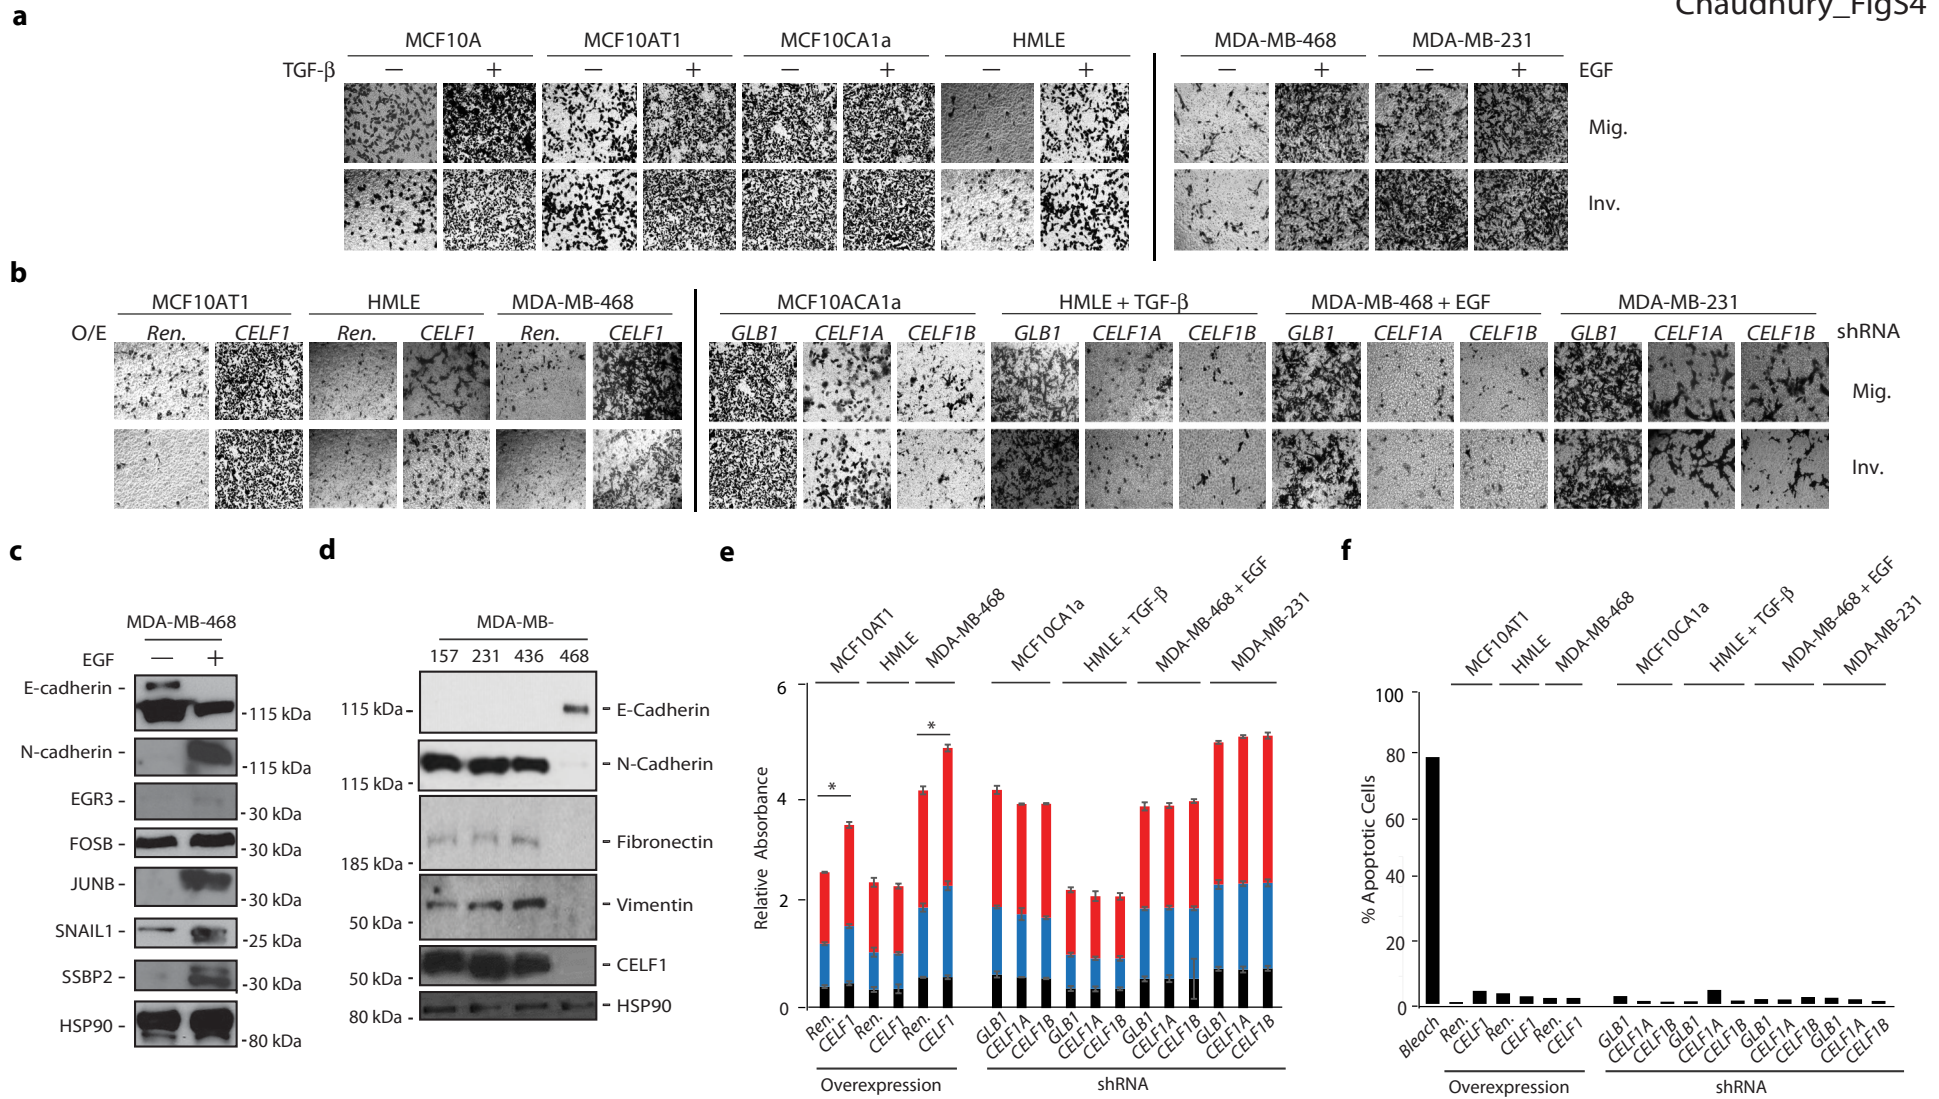 Chaudhury_FigS4
a
MCF10A MCF10AT1 MCF10CA1a HMLE MDA-MB-468 MDA-MB-231
TGF-β — + — + — + — + — + — + EGF
Mig.
Inv.
b
MCF10AT1 HMLE MDA-MB-468 MCF10ACA1a HMLE + TGF-β MDA-MB-468 + EGF MDA-MB-231
O/E Ren. CELF1 Ren. CELF1 Ren. CELF1 GLB1 CELF1A CELF1B GLB1 CELF1A CELF1B GLB1 CELF1A CELF1B GLB1 CELF1A CELF1B shRNA
Mig.
Inv.
c
MDA-MB-468
EGF — +
E-cadherin -
-115 kDa
N-cadherin -
-115 kDa
EGR3 -
-30 kDa
FOSB -
-30 kDa
JUNB -
-30 kDa
SNAIL1 -
-25 kDa
SSBP2 -
-30 kDa
HSP90 -
-80 kDa
d
MDA-MB-
157 231 436 468
115 kDa- - E-Cadherin
- N-Cadherin
115 kDa-
- Fibronectin
185 kDa -
- Vimentin
50 kDa -
- CELF1
50 kDa -
- HSP90
80 kDa -
e
MCF10AT1 HMLE MDA-MB-468 MCF10CA1a HMLE + TGF-β MDA-MB-468 + EGF MDA-MB-231
Relative Absorbance
6
4
2
0
* *
Ren. CELF1 Ren. CELF1 Ren. CELF1 GLB1 CELF1A CELF1B GLB1 CELF1A CELF1B GLB1 CELF1A CELF1B GLB1 CELF1A CELF1B
Overexpression shRNA
f
MCF10AT1 HMLE MDA-MB-468 MCF10CA1a HMLE + TGF-β MDA-MB-468 + EGF MDA-MB-231
% Apoptotic Cells
100
80
60
40
20
0
Bleach Ren. CELF1 Ren. CELF1 Ren. CELF1 GLB1 CELF1A CELF1B GLB1 CELF1A CELF1B GLB1 CELF1A CELF1B GLB1 CELF1A CELF1B
Overexpression shRNA